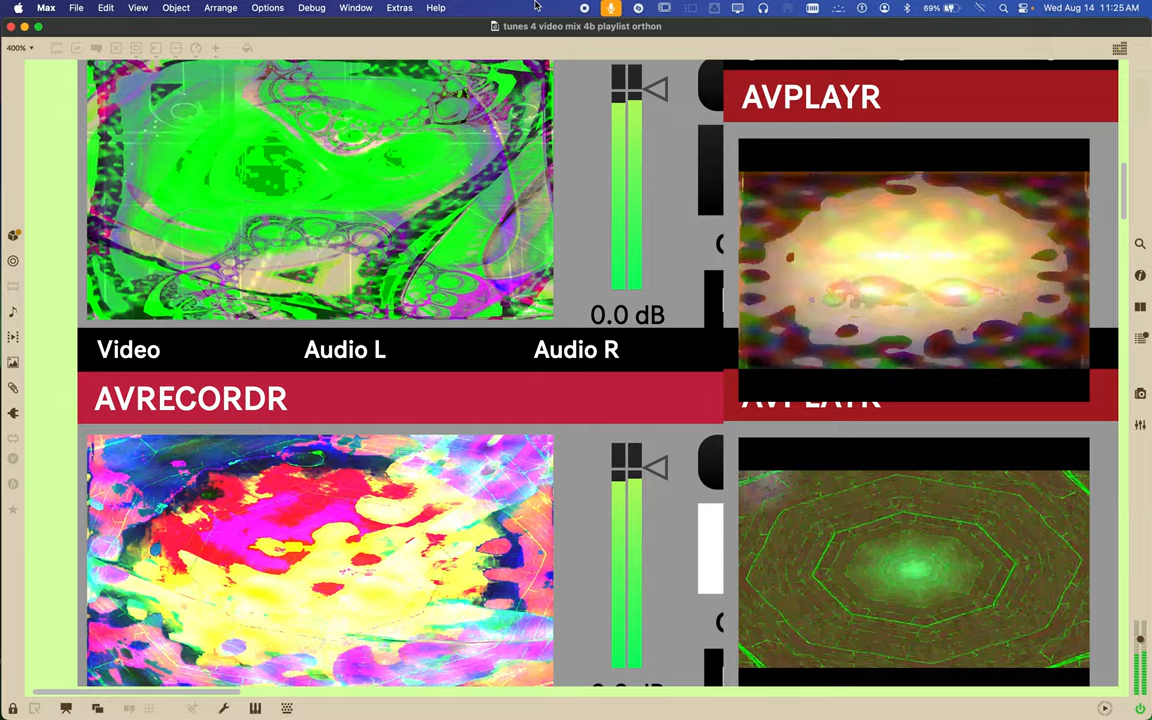 Max File Edit View Object Arrange Options Debug Window Extras Help 69% Wed Aug 14 11:25 AM
tunes 4 video mix 4b playlist orthon
400%
AVPLAYR
0.0 dB
Video Audio L Audio R
AVRECORDR